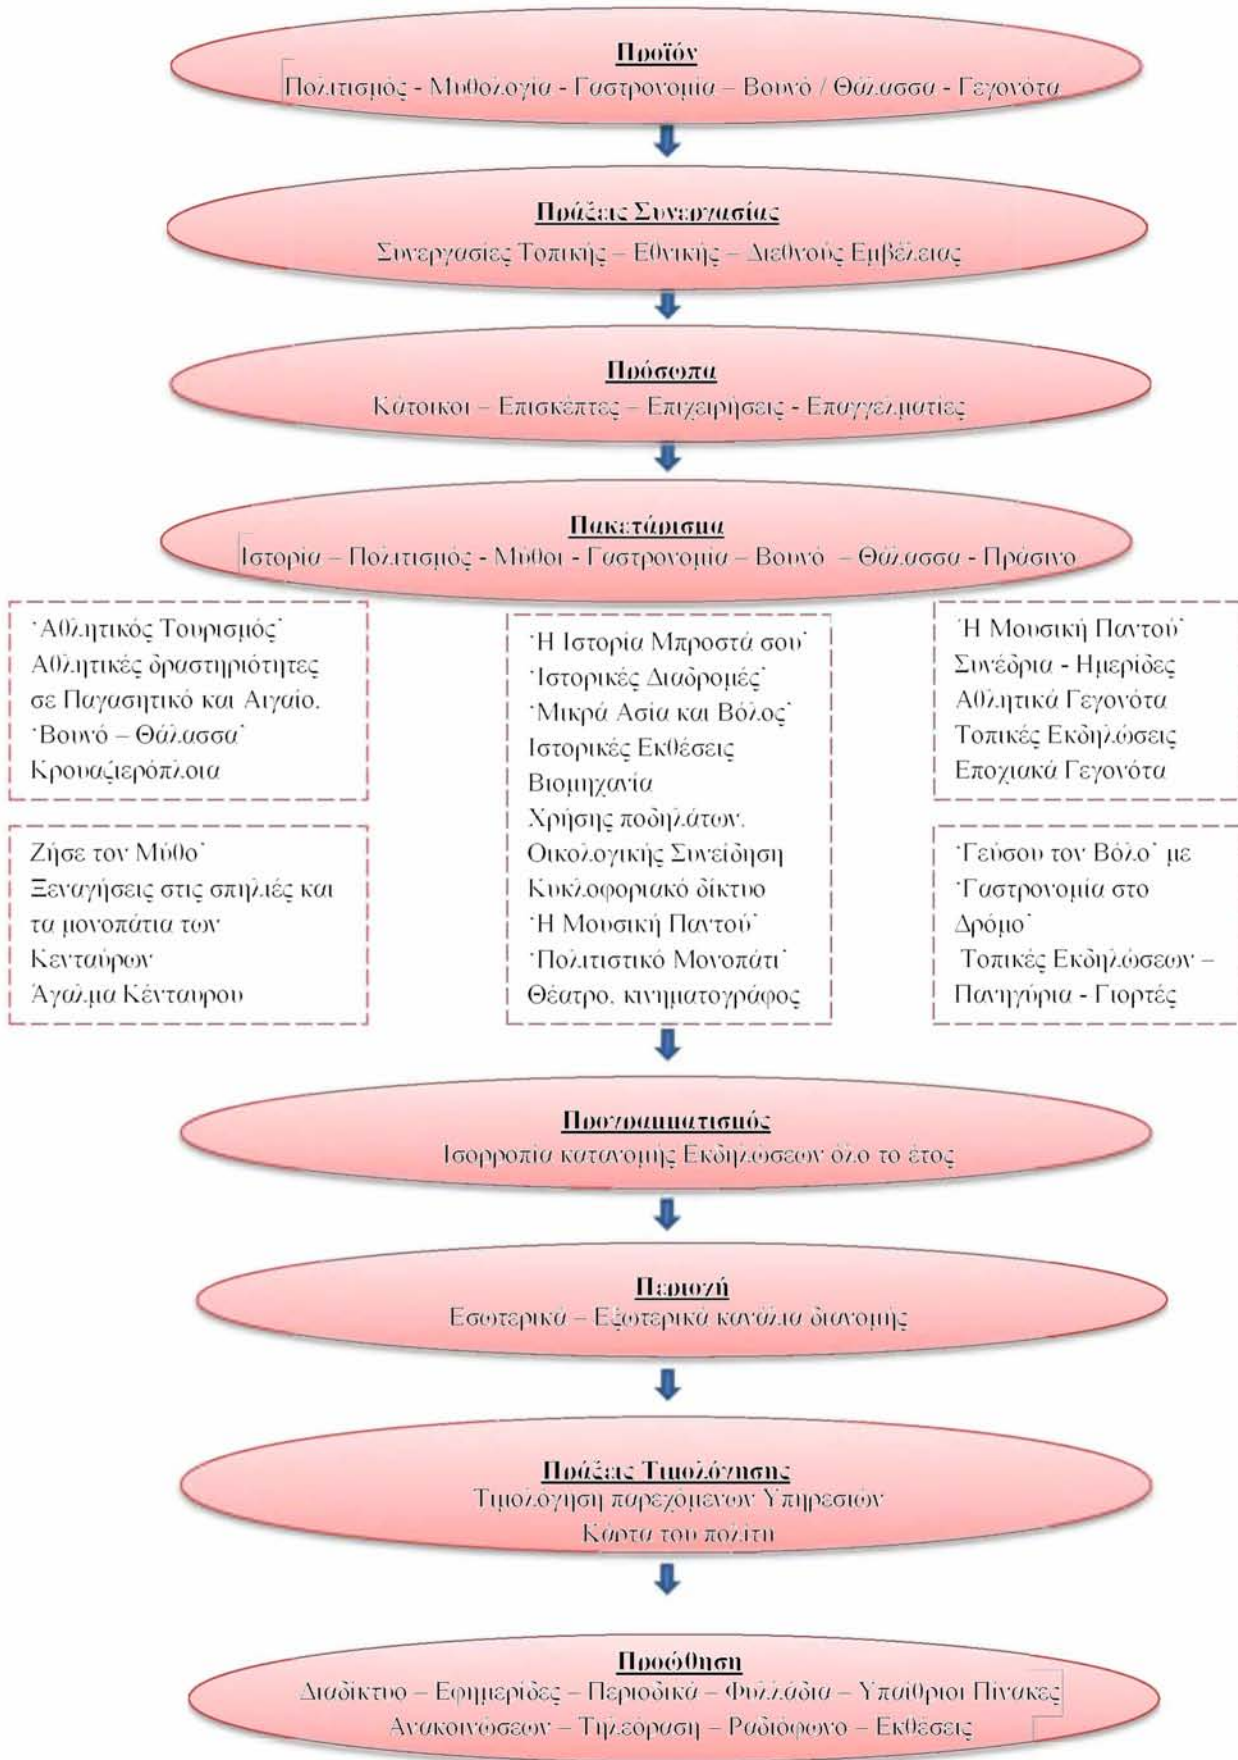 Προϊόν
Πολιτισμός - Μυθολογία - Γαστρονομία – Βουνό / Θάλασσα - Γεγονότα
Πράξεις Συνεργασίας
Συνεργασίες Τοπικής – Εθνικής – Διεθνούς Εμβέλειας
Πρόσωπα
Κάτοικοι – Επισκέπτες – Επιχειρήσεις - Επαγγελματίες
Πακετάρισμα
Ιστορία – Πολιτισμός - Μύθοι - Γαστρονομία – Βουνό – Θάλασσα - Πράσινο
‘Αθλητικός Τουρισμός’
Αθλητικές δραστηριότητες
σε Παγασητικό και Αιγαίο.
‘Βουνό – Θάλασσα’
Κρουαζιερόπλοια
Ζήσε τον Μύθο’
Ξεναγήσεις στις σπηλιές και
τα μονοπάτια των
Κενταύρων
Άγαλμα Κένταυρου
‘Η Ιστορία Μπροστά σου’
‘Ιστορικές Διαδρομές’
‘Μικρά Ασία και Βόλος’
Ιστορικές Εκθέσεις
Βιομηχανία
Χρήσης ποδηλάτων.
Οικολογικής Συνείδηση
Κυκλοφοριακό δίκτυο
‘Η Μουσική Παντού’
‘Πολιτιστικό Μονοπάτι’
Θέατρο, κινηματογράφος
‘Η Μουσική Παντού’
Συνέδρια - Ημερίδες
Αθλητικά Γεγονότα
Τοπικές Εκδηλώσεις
Εποχιακά Γεγονότα
‘Γεύσου τον Βόλο’ με
‘Γαστρονομία στο
Δρόμο’
Τοπικές Εκδηλώσεων –
Πανηγύρια - Γιορτές
Προγραμματισμός
Ισορροπία κατανομής Εκδηλώσεων όλο το έτος
Περιοχή
Εσωτερικά – Εξωτερικά κανάλια διανομής
Πράξεις Τιμολόγησης
Τιμολόγηση παρεχόμενων Υπηρεσιών
Κάρτα του πολίτη
Προώθηση
Διαδίκτυο – Εφημερίδες – Περιοδικά – Φυλλάδια – Υπαίθριοι Πίνακες
Ανακοινώσεων – Τηλεόραση – Ραδιόφωνο – Εκθέσεις